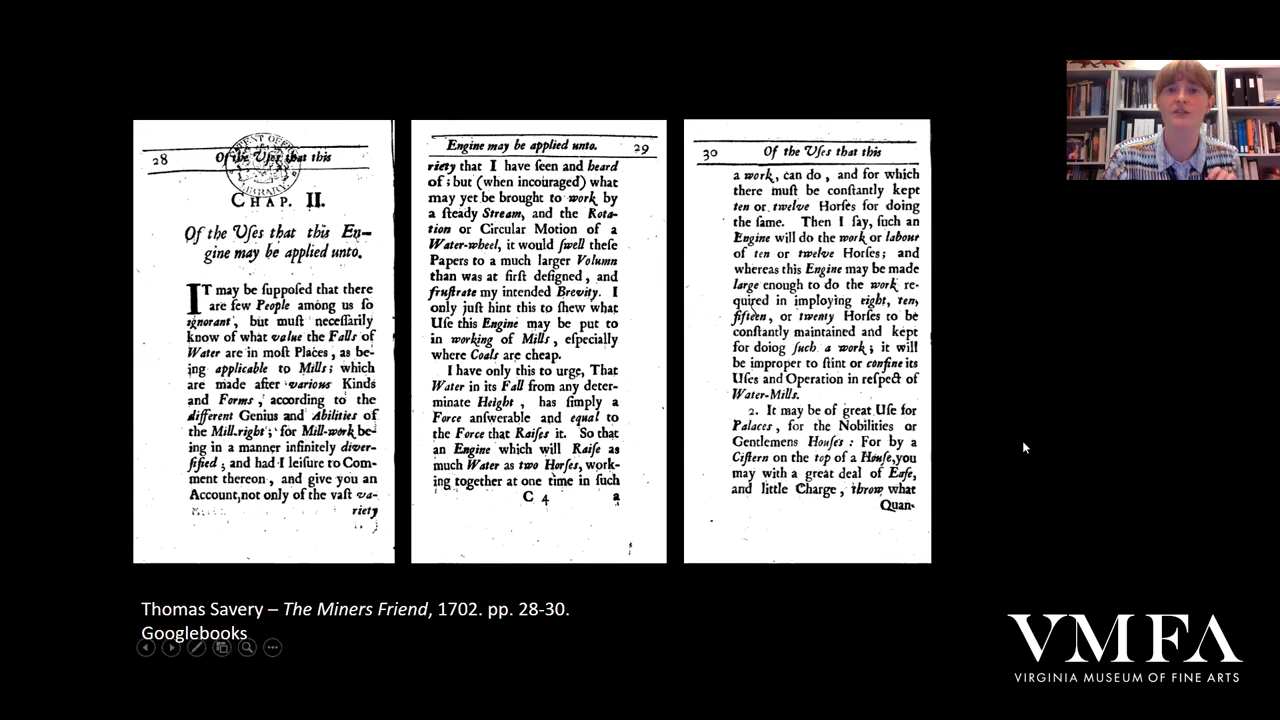 28 Of the Uſes that this
CHAP. II.
Of the Uſes that this En-
gine may be applied unto.
IT may be ſuppoſed that there
are few People among us ſo
ignorant, but muſt neceſſarily
know of what value the Falls of
Water are in moſt Places, as be-
ing applicable to Mills; which
are made after various Kinds
and Forms, according to the
different Genius and Abilities of
the Mill-right; for Mill-work be-
ing in a manner infinitely diver-
ſified; and had I leiſure to Com-
ment thereon, and give you an
Account, not only of the vaſt va-
riety
Engine may be applied unto. 29
riety that I have ſeen and heard
of; but (when incouraged) what
may yet be brought to work by
a ſteady Stream, and the Rota-
tion or Circular Motion of a
Water-wheel, it would ſwell theſe
Papers to a much larger Volumn
than was at firſt deſigned, and
fruſtrate my intended Brevity. I
only juſt hint this to ſhew what
Uſe this Engine may be put to
in working of Mills, eſpecially
where Coals are cheap.
I have only this to urge, That
Water in its Fall from any deter-
minate Height, has ſimply a
Force anſwerable and equal to
the Force that Raiſes it. So that
an Engine which will Raiſe as
much Water as two Horſes, work-
ing together at one time in ſuch
C 4 a
30 Of the Uſes that this
a work, can do, and for which
there muſt be conſtantly kept
ten or twelve Horſes for doing
the ſame. Then I ſay, ſuch an
Engine will do the work or labour
of ten or twelve Horſes; and
whereas this Engine may be made
large enough to do the work re-
quired in imploying eight, ten,
fifteen, or twenty Horſes to be
conſtantly maintained and kept
for doiog ſuch a work; it will
be improper to ſtint or confine its
Uſes and Operation in reſpect of
Water-Mills.
2. It may be of great Uſe for
Palaces, for the Nobilities or
Gentlemens Houſes: For by a
Ciſtern on the top of a Houſe, you
may with a great deal of Eaſe,
and little Charge, throw what
Quan-
Thomas Savery – The Miners Friend, 1702. pp. 28-30.
Googlebooks
VMFA
VIRGINIA MUSEUM OF FINE ARTS